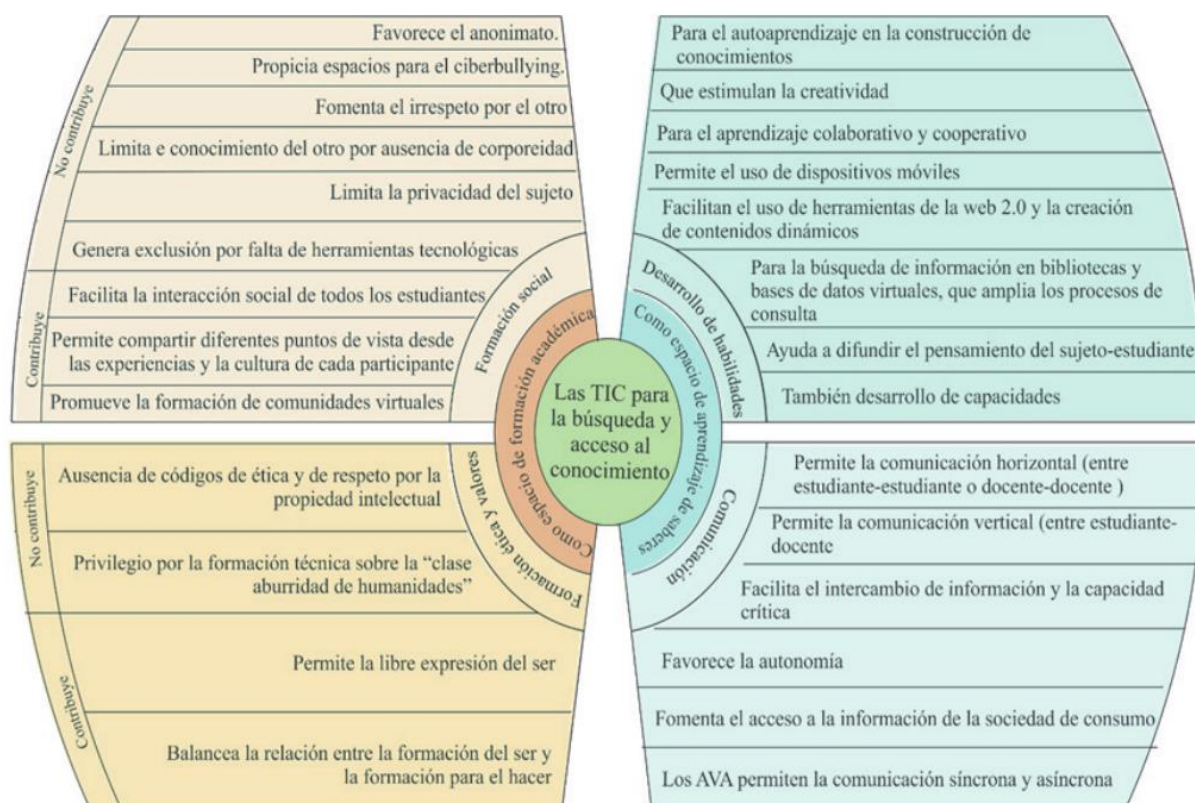 No contribuye
Favorece el anonimato.
Propicia espacios para el ciberbullying.
Fomenta el irrespeto por el otro
Limita e conocimiento del otro por ausencia de corporeidad
Limita la privacidad del sujeto
Genera exclusión por falta de herramientas tecnológicas
Contribuye
Facilita la interacción social de todos los estudiantes
Permite compartir diferentes puntos de vista desde
las experiencias y la cultura de cada participante
Promueve la formación de comunidades virtuales
Formación social
Para el autoaprendizaje en la construcción de
conocimientos
Que estimulan la creatividad
Para el aprendizaje colaborativo y cooperativo
Permite el uso de dispositivos móviles
Facilitan el uso de herramientas de la web 2.0 y la creación
de contenidos dinámicos
Para la búsqueda de información en bibliotecas y
bases de datos virtuales, que amplia los procesos de
consulta
Ayuda a difundir el pensamiento del sujeto-estudiante
También desarrollo de capacidades
Desarrollo de habilidades
Como espacio de formación académica
Las TIC para
la búsqueda y
acceso al
conocimiento
Como espacio de aprendizaje de saberes
No contribuye
Ausencia de códigos de ética y de respeto por la
propiedad intelectual
Privilegio por la formación técnica sobre la “clase
aburrid de humanidades”
Contribuye
Permite la libre expresión del ser
Balancea la relación entre la formación del ser y
la formación para el hacer
Formación ética y valores
Comunicación
Permite la comunicación horizontal (entre
estudiante-estudiante o docente-docente )
Permite la comunicación vertical (entre estudiante-
docente
Facilita el intercambio de información y la capacidad
crítica
Favorece la autonomía
Fomenta el acceso a la información de la sociedad de consumo
Los AVA permiten la comunicación síncrona y asíncrona